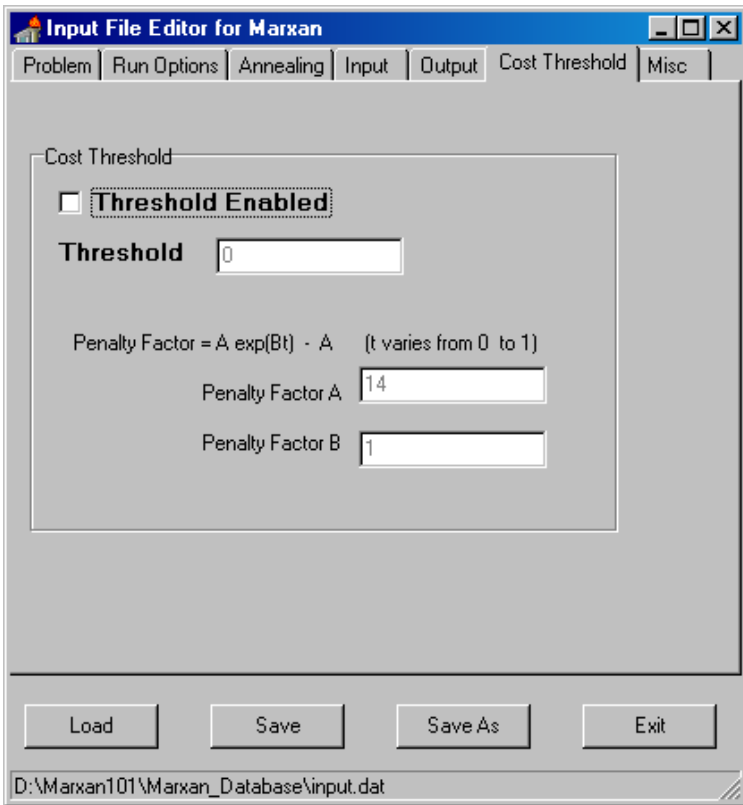 Input File Editor for Marxan
Problem Run Options Annealing Input Output Cost Threshold Misc
Cost Threshold
Threshold Enabled
Threshold 0
Penalty Factor = A exp(Bt) - A (t varies from 0 to 1)
Penalty Factor A 14
Penalty Factor B 1
Load Save Save As Exit
D:\Marxan101\Marxan_Database\input.dat